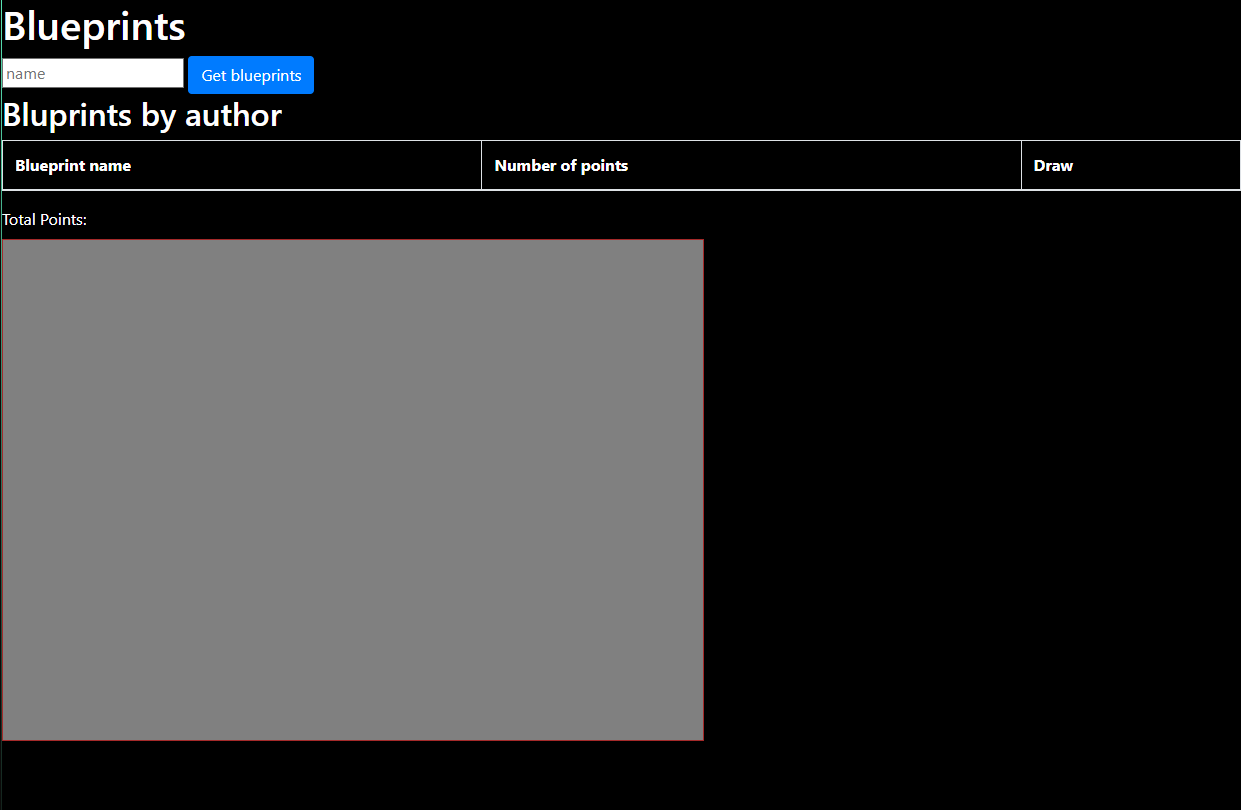 Blueprints
name Get blueprints
Bluprints by author
Blueprint name Number of points Draw
Total Points: